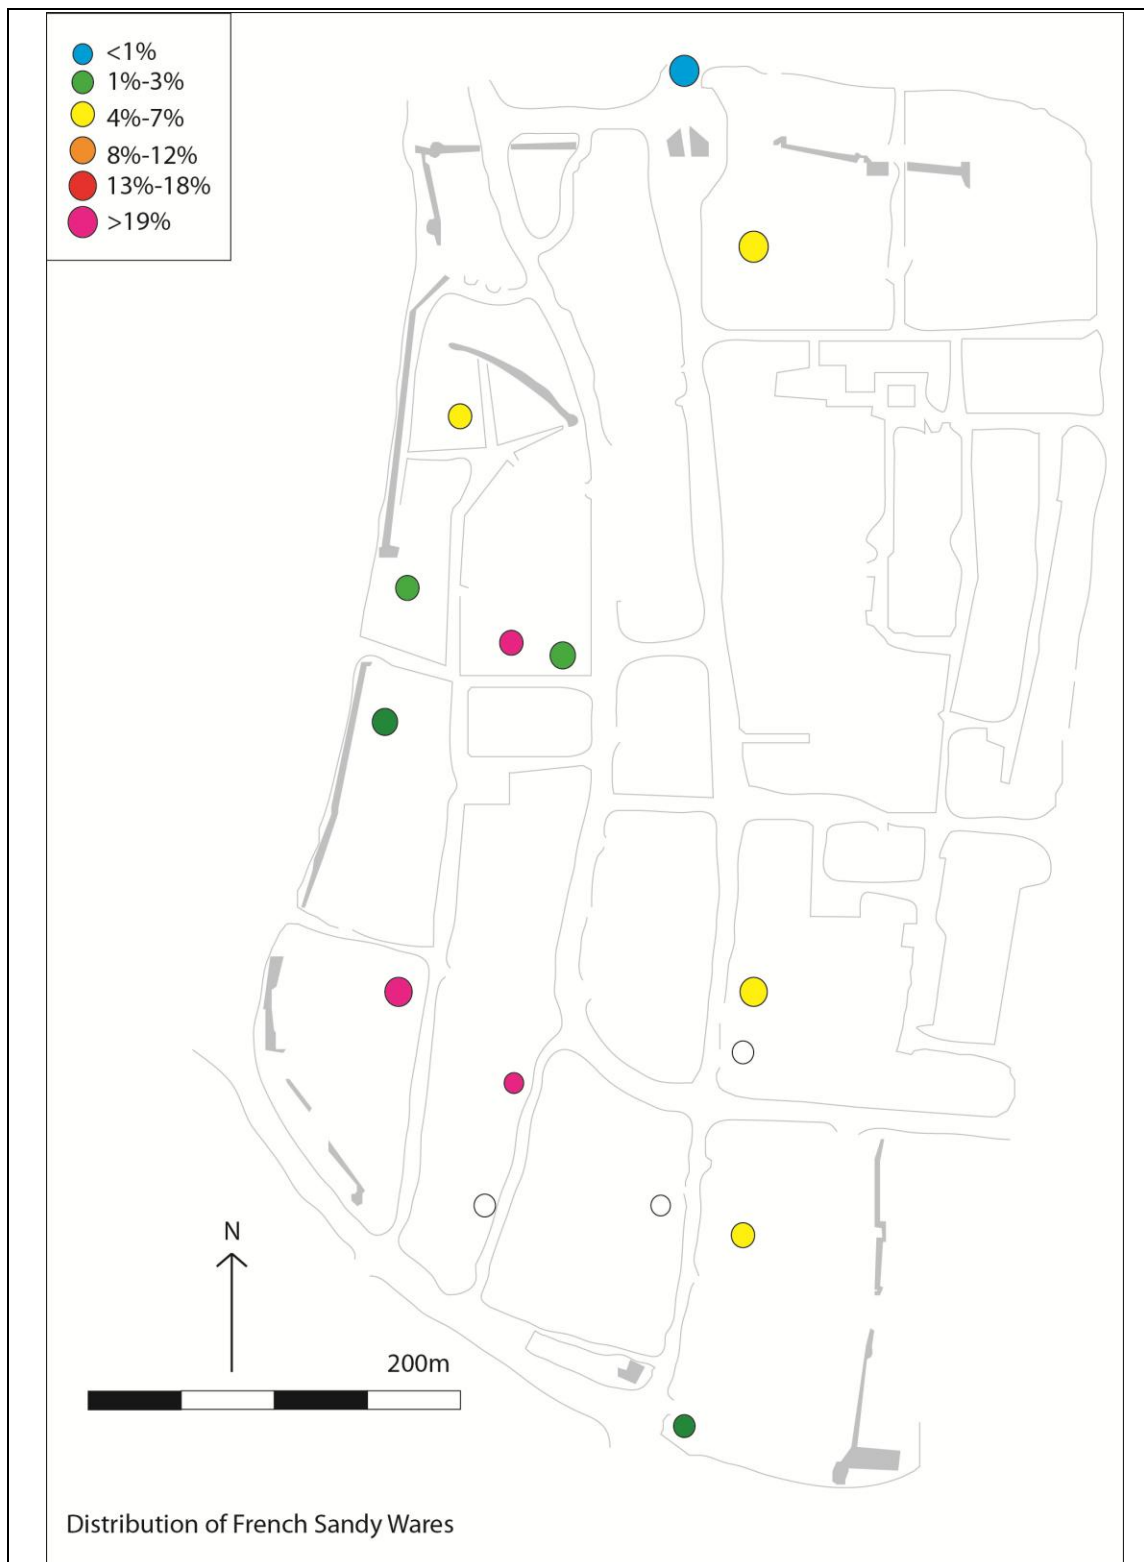 <1%
1%-3%
4%-7%
8%-12%
13%-18%
>19%
N
200m
Distribution of French Sandy Wares